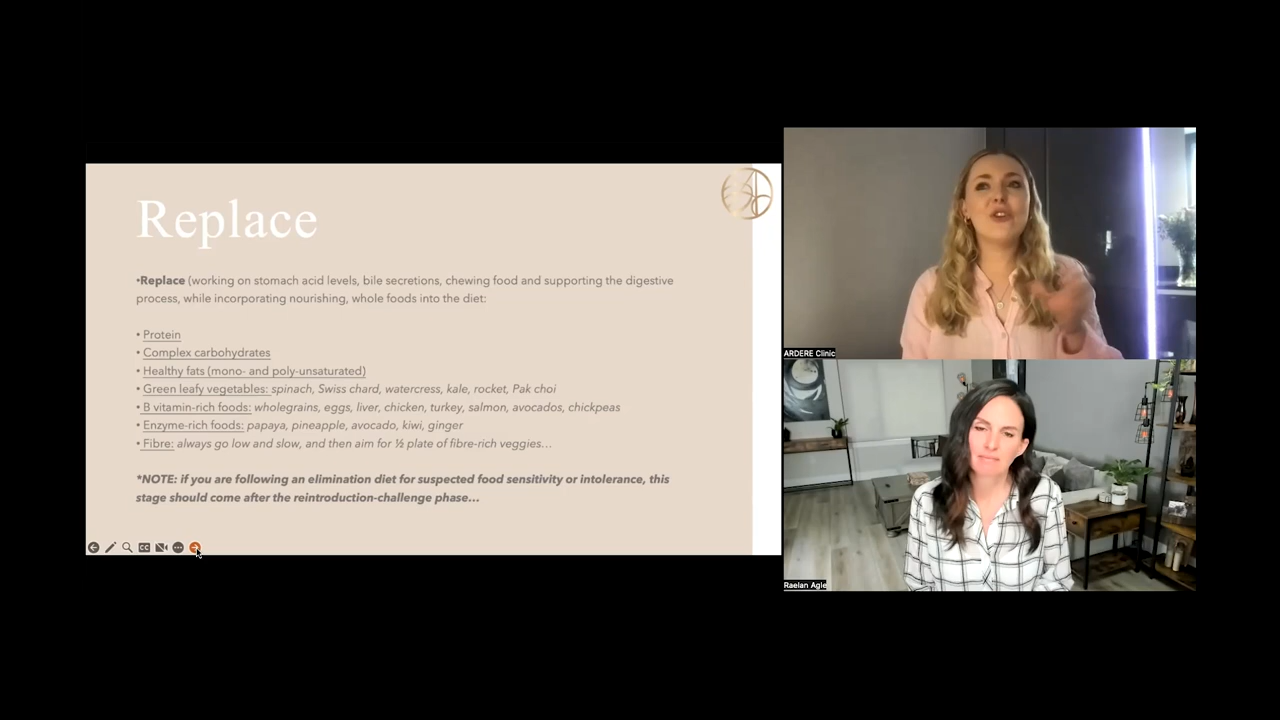 Replace
•Replace (working on stomach acid levels, bile secretions, chewing food and supporting the digestive
process, while incorporating nourishing, whole foods into the diet:
• Protein
• Complex carbohydrates
• Healthy fats (mono- and poly-unsaturated)
• Green leafy vegetables: spinach, Swiss chard, watercress, kale, rocket, Pak choi
• B vitamin-rich foods: wholegrains, eggs, liver, chicken, turkey, salmon, avocados, chickpeas
• Enzyme-rich foods: papaya, pineapple, avocado, kiwi, ginger
• Fibre: always go low and slow, and then aim for ½ plate of fibre-rich veggies…
*NOTE: if you are following an elimination diet for suspected food sensitivity or intolerance, this
stage should come after the reintroduction-challenge phase…
CC
ARDERE Clinic
Raelan Agle